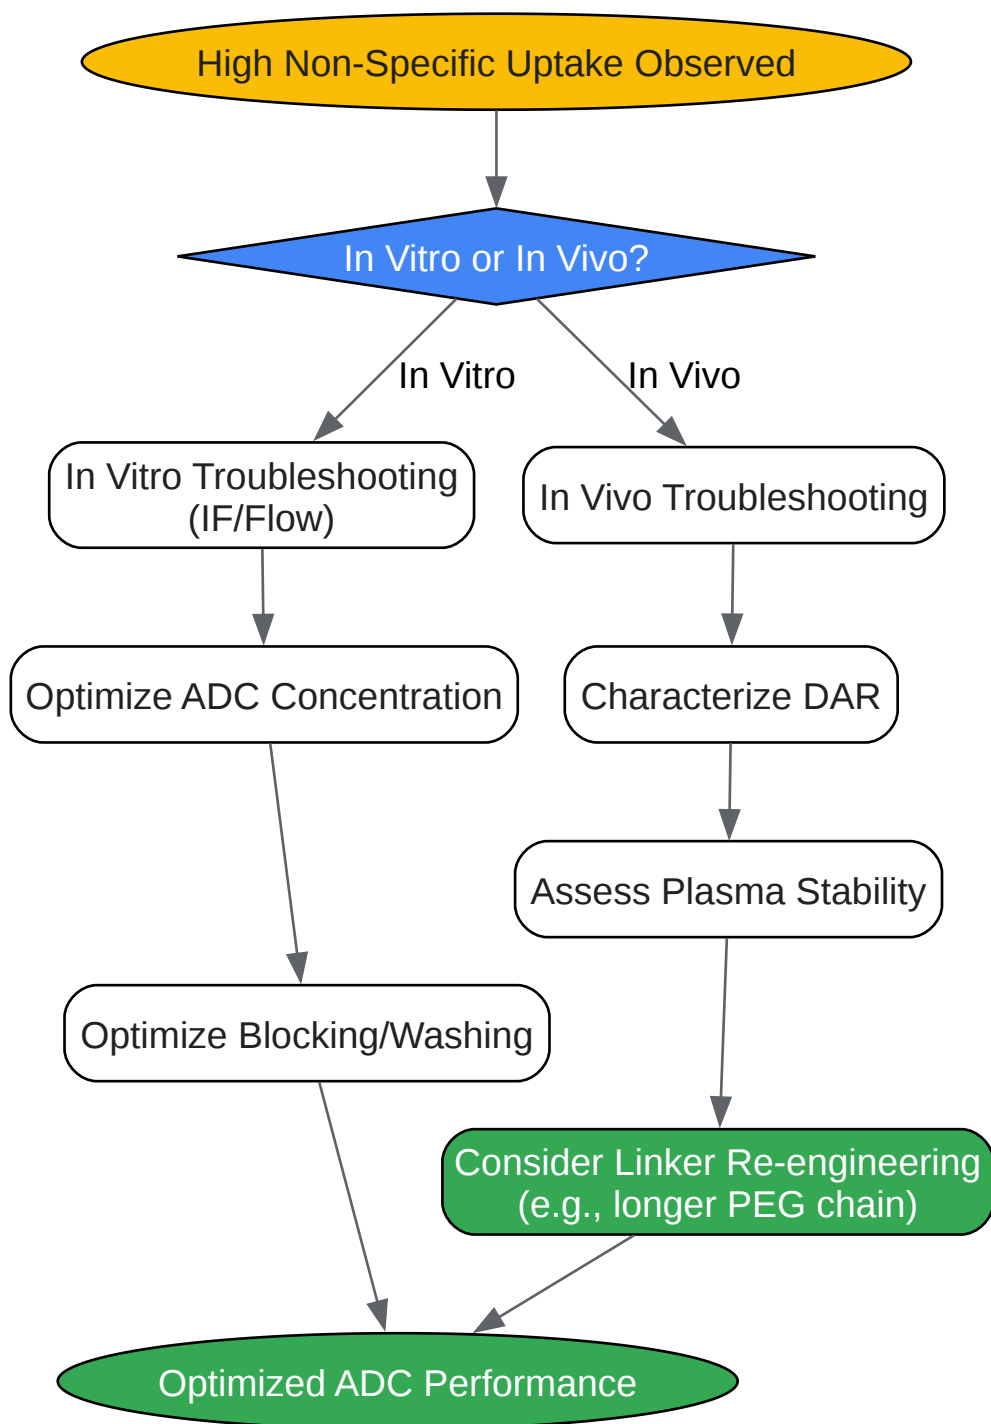 High Non-Specific Uptake Observed
In Vitro or In Vivo?
In Vitro
In Vivo
In Vitro Troubleshooting
(IF/Flow)
In Vivo Troubleshooting
Optimize ADC Concentration
Characterize DAR
Assess Plasma Stability
Optimize Blocking/Washing
Consider Linker Re-engineering
(e.g., longer PEG chain)
Optimized ADC Performance